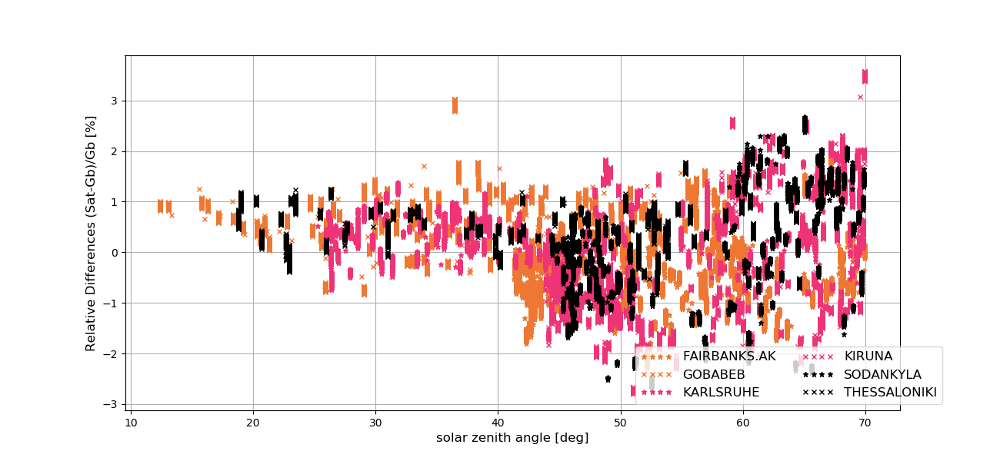 Relative Differences (Sat-Gb)/Gb [%]
3
2
1
0
−1
−2
−3
10 20 30 40 50 60 70
solar zenith angle [deg]
FAIRBANKS.AK KIRUNA
GOBABEB SODANKYLA
KARLSRUHE THESSALONIKI